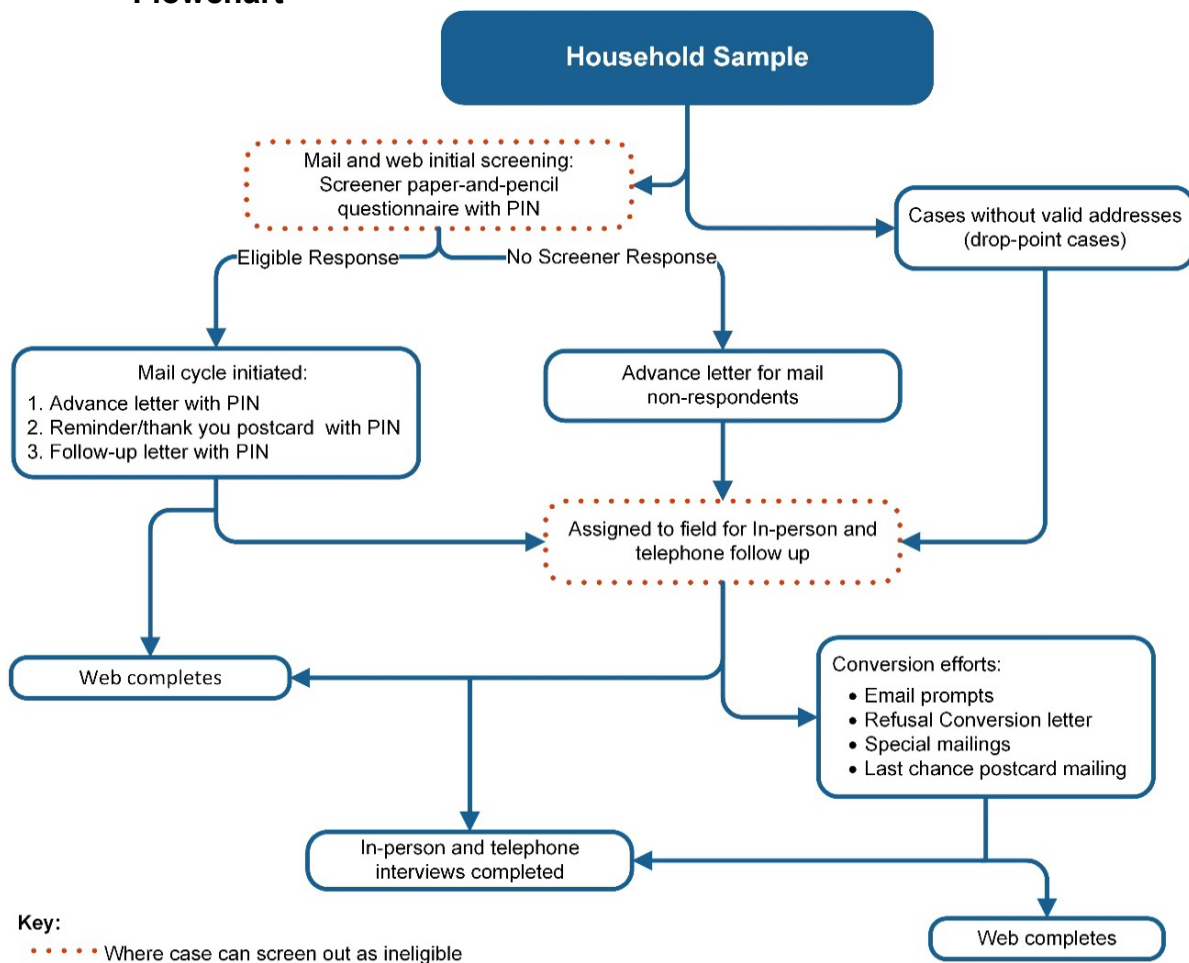 Flowchart
Household Sample
Mail and web initial screening:
Screener paper-and-pencil
questionnaire with PIN
Cases without valid addresses
(drop-point cases)
Eligible Response
No Screener Response
Mail cycle initiated:
1. Advance letter with PIN
2. Reminder/thank you postcard with PIN
3. Follow-up letter with PIN
Advance letter for mail
non-respondents
Assigned to field for In-person and
telephone follow up
Web completes
Conversion efforts:
• Email prompts
• Refusal Conversion letter
• Special mailings
• Last chance postcard mailing
In-person and telephone
interviews completed
Web completes
Key:
Where case can screen out as ineligible